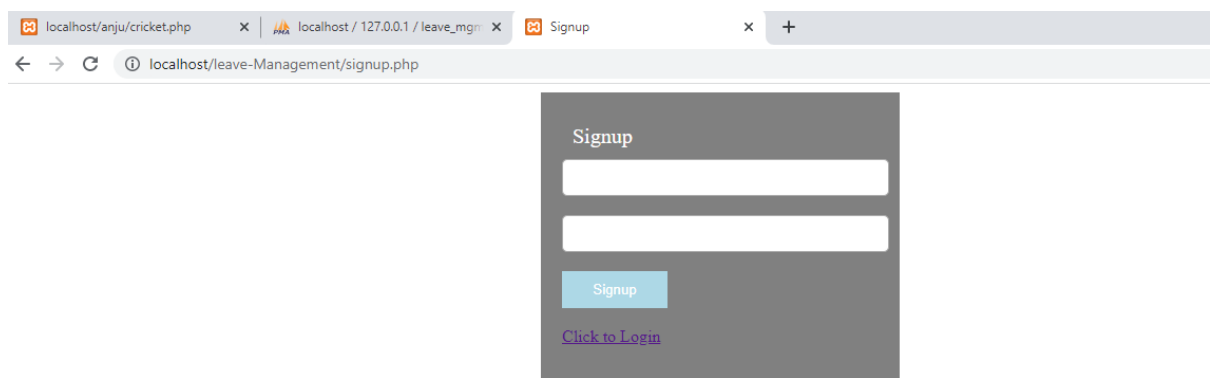 localhost/anju/cricket.php
localhost / 127.0.0.1 / leave_mgm
Signup
localhost/leave-Management/signup.php
Signup
Signup
Click to Login